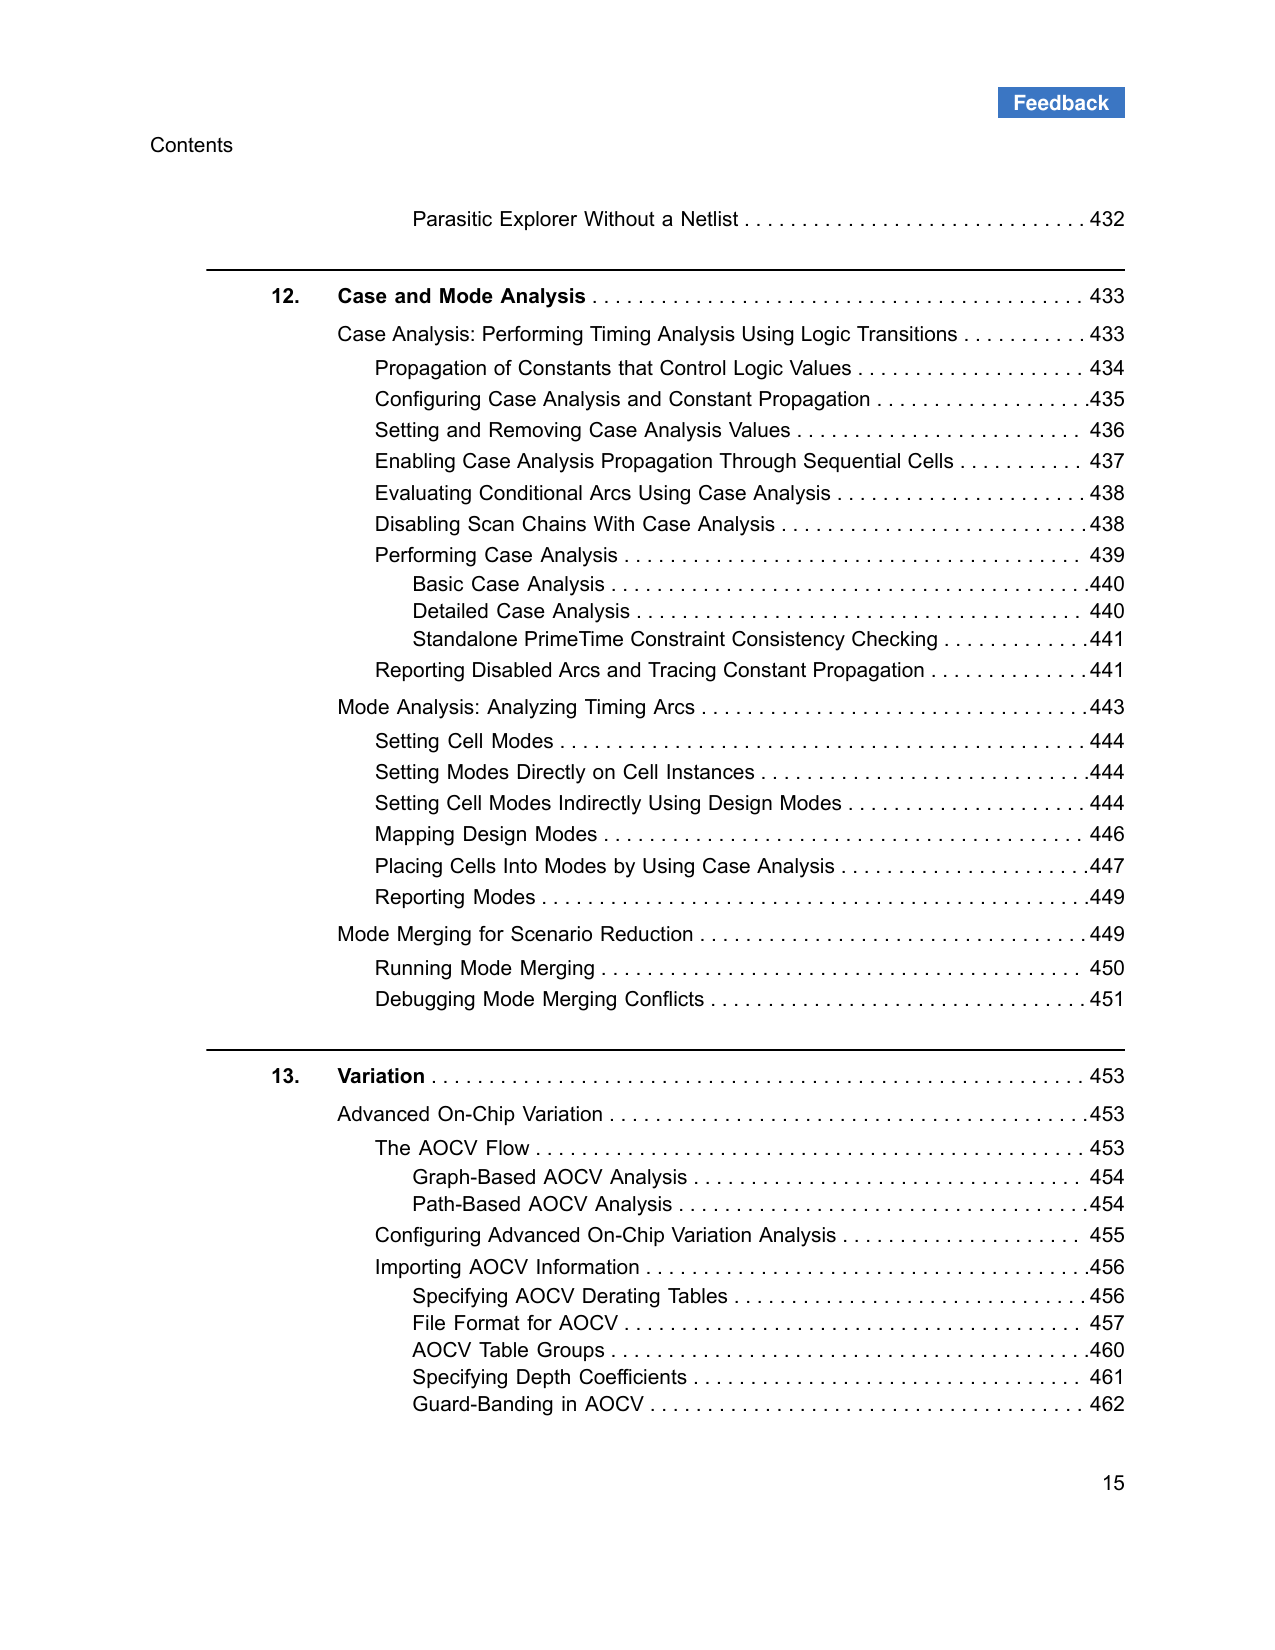 Feedback
Contents
Parasitic Explorer Without a Netlist . . . . . . . . . . . . . . . . . . . . . . . . . . . . . . 432
12. Case and Mode Analysis . . . . . . . . . . . . . . . . . . . . . . . . . . . . . . . . . . . . . . . . . . . 433
Case Analysis: Performing Timing Analysis Using Logic Transitions . . . . . . . . . . . 433
Propagation of Constants that Control Logic Values . . . . . . . . . . . . . . . . . . . . 434
Configuring Case Analysis and Constant Propagation . . . . . . . . . . . . . . . . . . .435
Setting and Removing Case Analysis Values . . . . . . . . . . . . . . . . . . . . . . . . . 436
Enabling Case Analysis Propagation Through Sequential Cells . . . . . . . . . . . 437
Evaluating Conditional Arcs Using Case Analysis . . . . . . . . . . . . . . . . . . . . . . 438
Disabling Scan Chains With Case Analysis . . . . . . . . . . . . . . . . . . . . . . . . . . . 438
Performing Case Analysis . . . . . . . . . . . . . . . . . . . . . . . . . . . . . . . . . . . . . . . . 439
Basic Case Analysis . . . . . . . . . . . . . . . . . . . . . . . . . . . . . . . . . . . . . . . . . .440
Detailed Case Analysis . . . . . . . . . . . . . . . . . . . . . . . . . . . . . . . . . . . . . . . 440
Standalone PrimeTime Constraint Consistency Checking . . . . . . . . . . . . .441
Reporting Disabled Arcs and Tracing Constant Propagation . . . . . . . . . . . . . . 441
Mode Analysis: Analyzing Timing Arcs . . . . . . . . . . . . . . . . . . . . . . . . . . . . . . . . . .443
Setting Cell Modes . . . . . . . . . . . . . . . . . . . . . . . . . . . . . . . . . . . . . . . . . . . . . . 444
Setting Modes Directly on Cell Instances . . . . . . . . . . . . . . . . . . . . . . . . . . . . .444
Setting Cell Modes Indirectly Using Design Modes . . . . . . . . . . . . . . . . . . . . . 444
Mapping Design Modes . . . . . . . . . . . . . . . . . . . . . . . . . . . . . . . . . . . . . . . . . . 446
Placing Cells Into Modes by Using Case Analysis . . . . . . . . . . . . . . . . . . . . . .447
Reporting Modes . . . . . . . . . . . . . . . . . . . . . . . . . . . . . . . . . . . . . . . . . . . . . . . .449
Mode Merging for Scenario Reduction . . . . . . . . . . . . . . . . . . . . . . . . . . . . . . . . . . 449
Running Mode Merging . . . . . . . . . . . . . . . . . . . . . . . . . . . . . . . . . . . . . . . . . . 450
Debugging Mode Merging Conflicts . . . . . . . . . . . . . . . . . . . . . . . . . . . . . . . . . 451
13. Variation . . . . . . . . . . . . . . . . . . . . . . . . . . . . . . . . . . . . . . . . . . . . . . . . . . . . . . . . . 453
Advanced On-Chip Variation . . . . . . . . . . . . . . . . . . . . . . . . . . . . . . . . . . . . . . . . . .453
The AOCV Flow . . . . . . . . . . . . . . . . . . . . . . . . . . . . . . . . . . . . . . . . . . . . . . . . 453
Graph-Based AOCV Analysis . . . . . . . . . . . . . . . . . . . . . . . . . . . . . . . . . . 454
Path-Based AOCV Analysis . . . . . . . . . . . . . . . . . . . . . . . . . . . . . . . . . . . .454
Configuring Advanced On-Chip Variation Analysis . . . . . . . . . . . . . . . . . . . . . 455
Importing AOCV Information . . . . . . . . . . . . . . . . . . . . . . . . . . . . . . . . . . . . . . .456
Specifying AOCV Derating Tables . . . . . . . . . . . . . . . . . . . . . . . . . . . . . . . 456
File Format for AOCV . . . . . . . . . . . . . . . . . . . . . . . . . . . . . . . . . . . . . . . . 457
AOCV Table Groups . . . . . . . . . . . . . . . . . . . . . . . . . . . . . . . . . . . . . . . . . .460
Specifying Depth Coefficients . . . . . . . . . . . . . . . . . . . . . . . . . . . . . . . . . . 461
Guard-Banding in AOCV . . . . . . . . . . . . . . . . . . . . . . . . . . . . . . . . . . . . . . 462
15